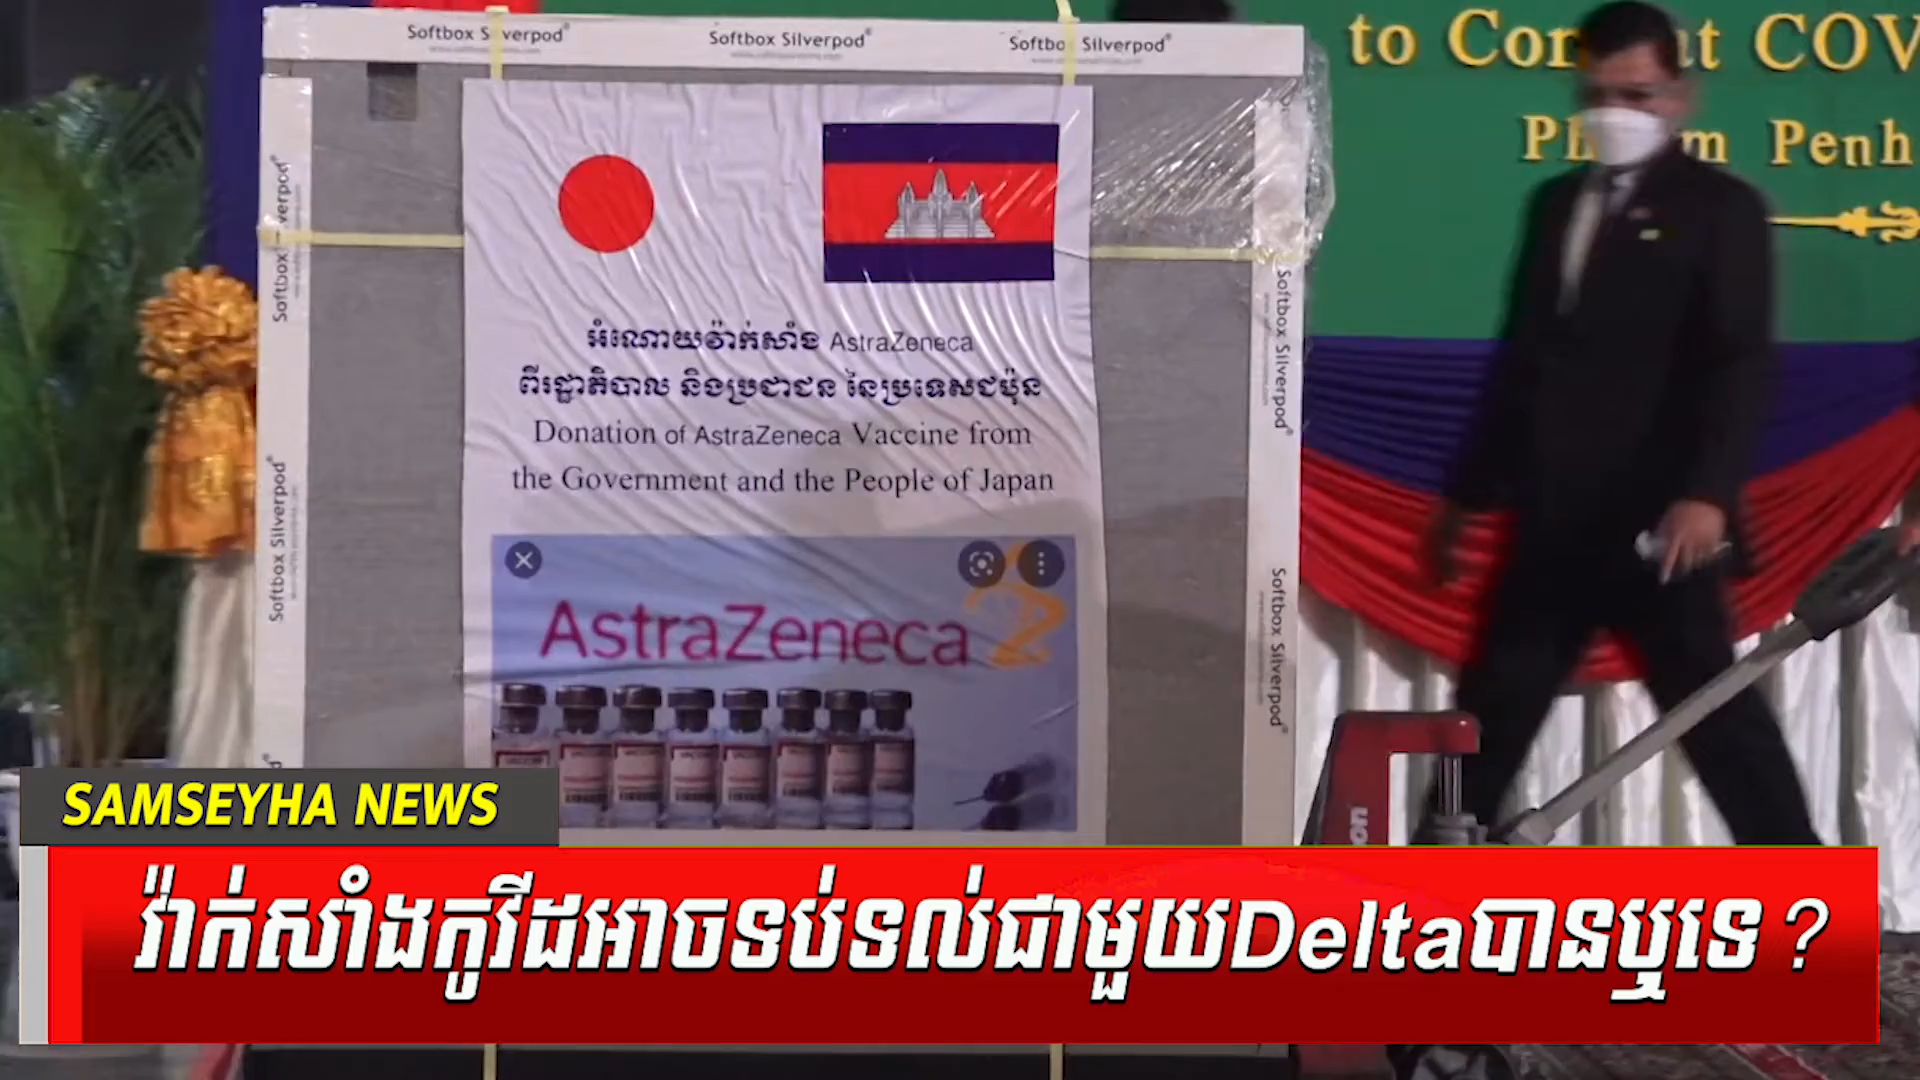 Softbox Silverpod®
Softbox Silverpod®
Softbox Silverpod®
to Combat COV
Phnom Penh
Softbox Silverpod®
Softbox Silverpod®
Softbox Silverpod®
Softbox Silverpod®
អំណោយវ៉ាក់សាំង AstraZeneca
ពីរដ្ឋាភិបាល និងប្រជាជន នៃប្រទេសជប៉ុន
Donation of AstraZeneca Vaccine from
the Government and the People of Japan
AstraZeneca
SAMSEYHA NEWS
វ៉ាក់សាំងកូវីដអាចទប់ទល់ជាមួយDeltaបានឬទេ ?